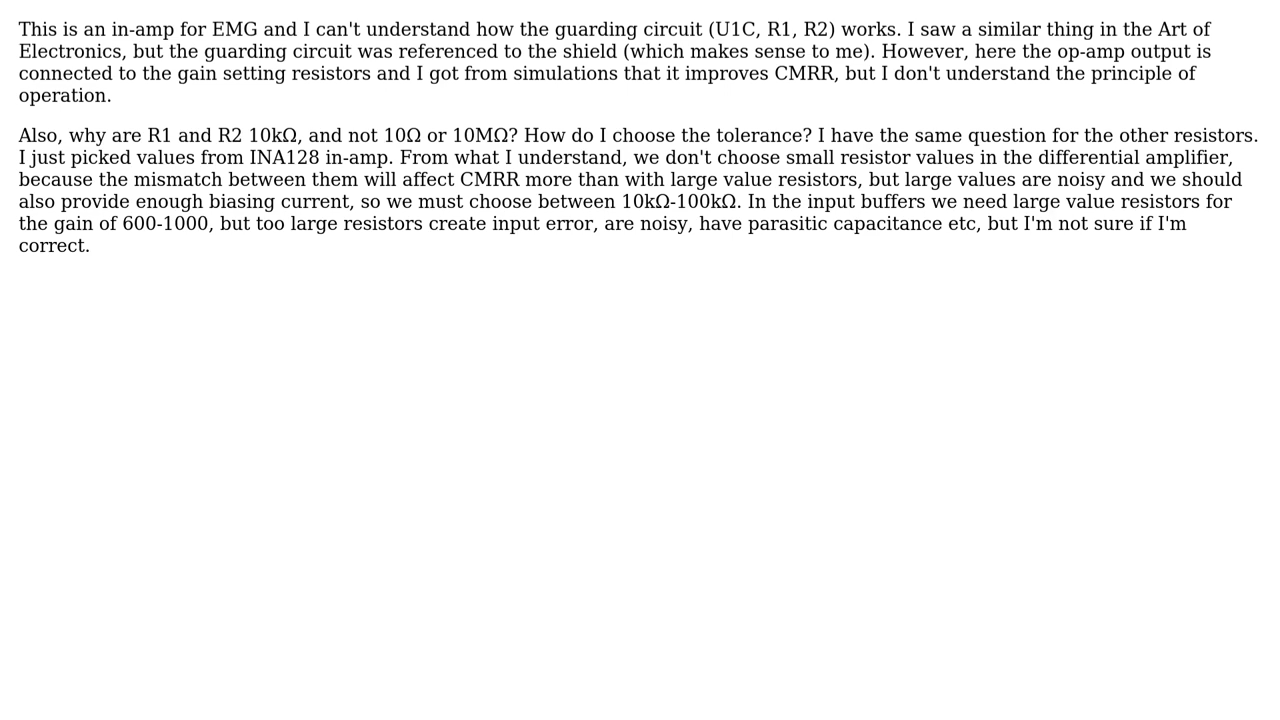 This is an in-amp for EMG and I can't understand how the guarding circuit (U1C, R1, R2) works. I saw a similar thing in the Art of
Electronics, but the guarding circuit was referenced to the shield (which makes sense to me). However, here the op-amp output is
connected to the gain setting resistors and I got from simulations that it improves CMRR, but I don't understand the principle of
operation.
Also, why are R1 and R2 10kΩ, and not 10Ω or 10MΩ? How do I choose the tolerance? I have the same question for the other resistors.
I just picked values from INA128 in-amp. From what I understand, we don't choose small resistor values in the differential amplifier,
because the mismatch between them will affect CMRR more than with large value resistors, but large values are noisy and we should
also provide enough biasing current, so we must choose between 10kΩ-100kΩ. In the input buffers we need large value resistors for
the gain of 600-1000, but too large resistors create input error, are noisy, have parasitic capacitance etc, but I'm not sure if I'm
correct.